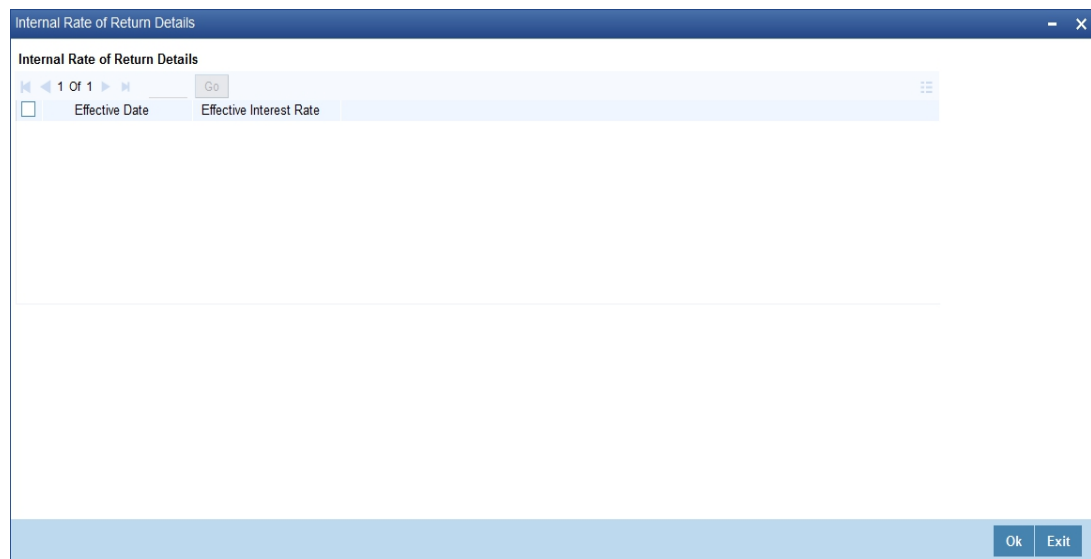 Internal Rate of Return Details
Internal Rate of Return Details
1 Of 1 Go
Effective Date Effective Interest Rate
Ok Exit